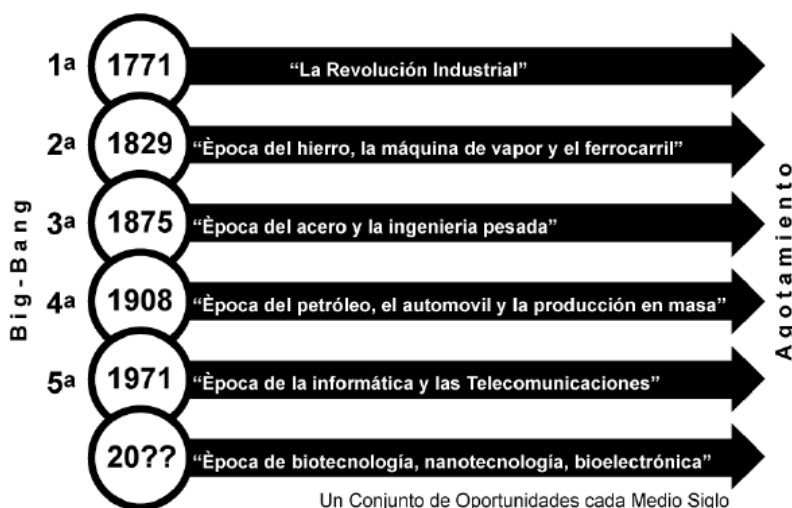 Big-Bang
1ª
1771
“La Revolución Industrial”
2ª
1829
“Època del hierro, la máquina de vapor y el ferrocarril”
3ª
1875
“Època del acero y la ingenieria pesada”
4ª
1908
“Època del petróleo, el automovil y la producción en masa”
5ª
1971
“Època de la informática y las Telecomunicaciones”
20??
“Època de biotecnología, nanotecnología, bioelectrónica”
Agotamiento
Un Conjunto de Oportunidades cada Medio Siglo